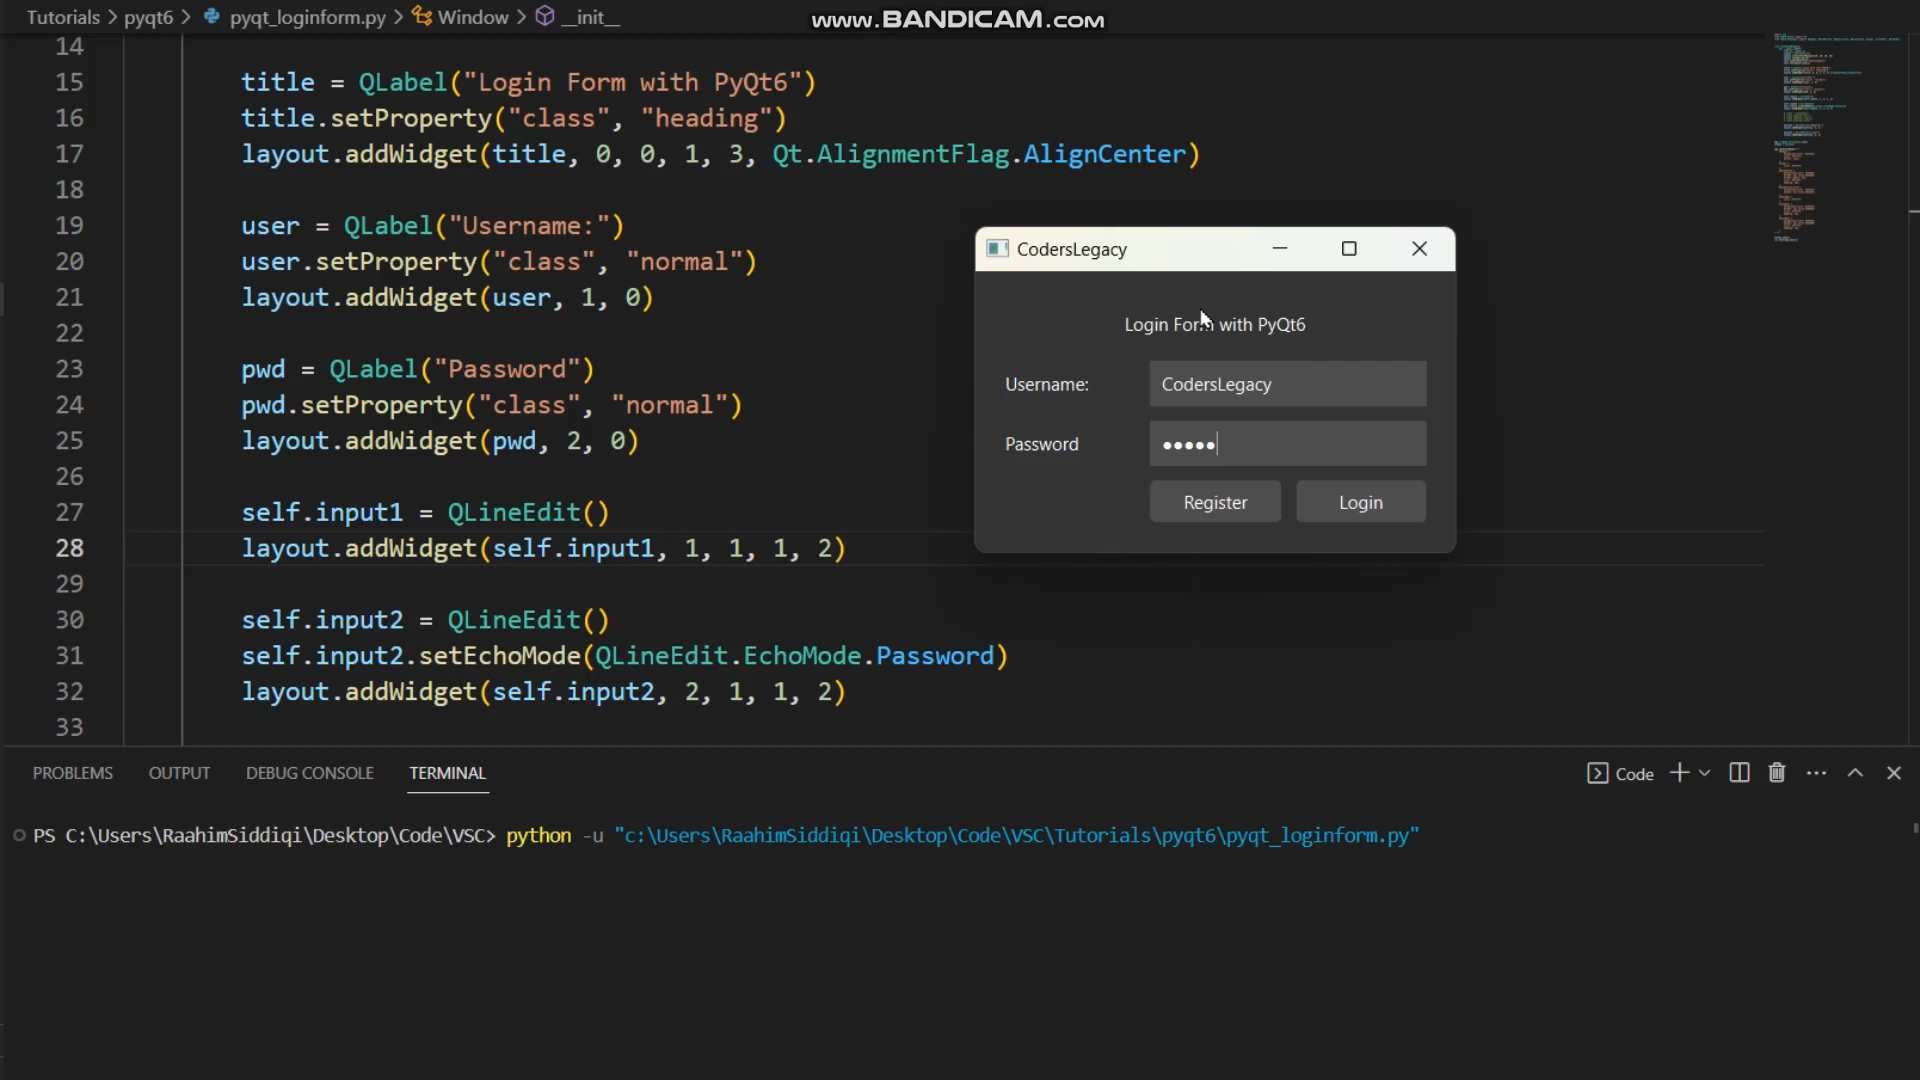 Tutorials > pyqt6 > pyqt_loginform.py > Window > __init__
www.BANDICAM.com
14
15 title = QLabel("Login Form with PyQt6")
16 title.setProperty("class", "heading")
17 layout.addWidget(title, 0, 0, 1, 3, Qt.AlignmentFlag.AlignCenter)
18
19 user = QLabel("Username:")
20 user.setProperty("class", "normal")
21 layout.addWidget(user, 1, 0)
22
23 pwd = QLabel("Password")
24 pwd.setProperty("class", "normal")
25 layout.addWidget(pwd, 2, 0)
26
27 self.input1 = QLineEdit()
28 layout.addWidget(self.input1, 1, 1, 1, 2)
29
30 self.input2 = QLineEdit()
31 self.input2.setEchoMode(QLineEdit.EchoMode.Password)
32 layout.addWidget(self.input2, 2, 1, 1, 2)
33
CodersLegacy
Login Form with PyQt6
Username: CodersLegacy
Password •••••
Register Login
PROBLEMS OUTPUT DEBUG CONSOLE TERMINAL
Code
PS C:\Users\RaahimSiddiqi\Desktop\Code\VSC> python -u "c:\Users\RaahimSiddiqi\Desktop\Code\VSC\Tutorials\pyqt6\pyqt_loginform.py"